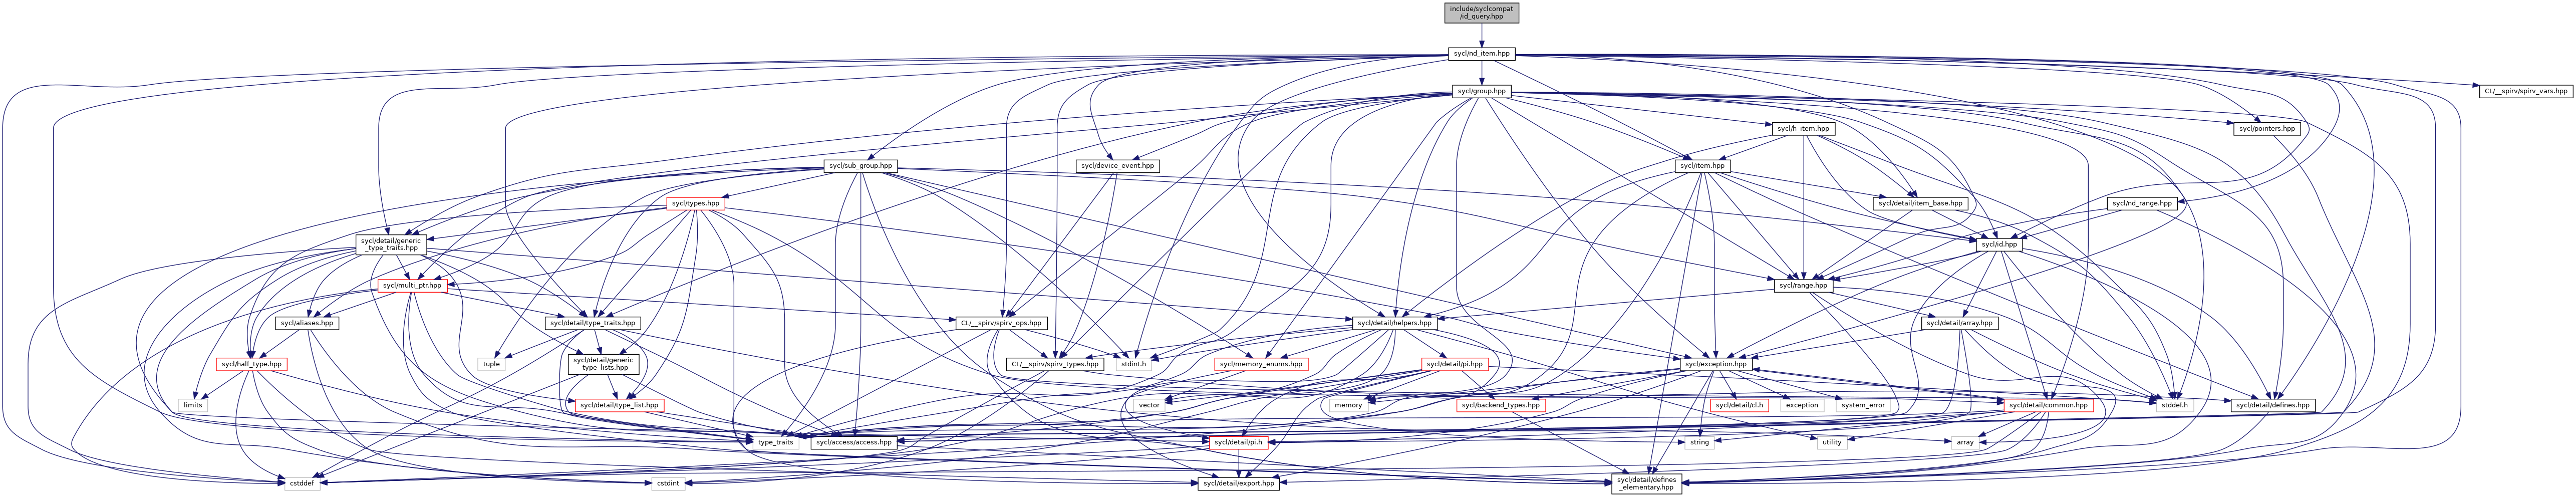 include/syclcompat
/id_query.hpp
sycl/nd_item.hpp
sycl/group.hpp
CL/__spirv/spirv_vars.hpp
sycl/h_item.hpp
sycl/pointers.hpp
sycl/sub_group.hpp
sycl/device_event.hpp
sycl/item.hpp
sycl/types.hpp
sycl/detail/item_base.hpp
sycl/nd_range.hpp
sycl/detail/generic
_type_traits.hpp
sycl/id.hpp
sycl/multi_ptr.hpp
sycl/range.hpp
sycl/aliases.hpp
sycl/detail/type_traits.hpp
CL/__spirv/spirv_ops.hpp
sycl/detail/helpers.hpp
sycl/detail/array.hpp
sycl/half_type.hpp
tuple
sycl/detail/generic
_type_lists.hpp
stdint.h
CL/__spirv/spirv_types.hpp
sycl/memory_enums.hpp
sycl/detail/pi.hpp
sycl/exception.hpp
limits
sycl/detail/type_list.hpp
vector
memory
sycl/backend_types.hpp
sycl/detail/cl.h
exception
system_error
sycl/detail/common.hpp
stddef.h
sycl/detail/defines.hpp
type_traits
sycl/access/access.hpp
sycl/detail/pi.h
string
utility
array
cstddef
cstdint
sycl/detail/export.hpp
sycl/detail/defines
_elementary.hpp